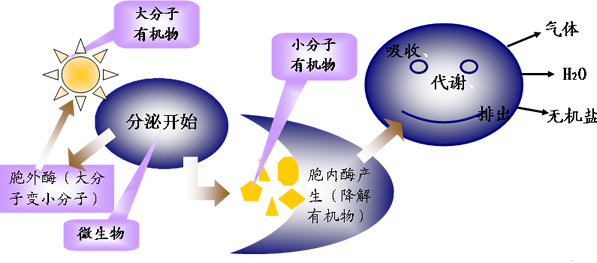 大分子
有机物
小分子
有机物
分泌开始
胞外酶（大分
子变小分子）
微生物
胞内酶产
生（降解
有机物）
吸收、
代谢、
排出
气体
H2O
无机盐